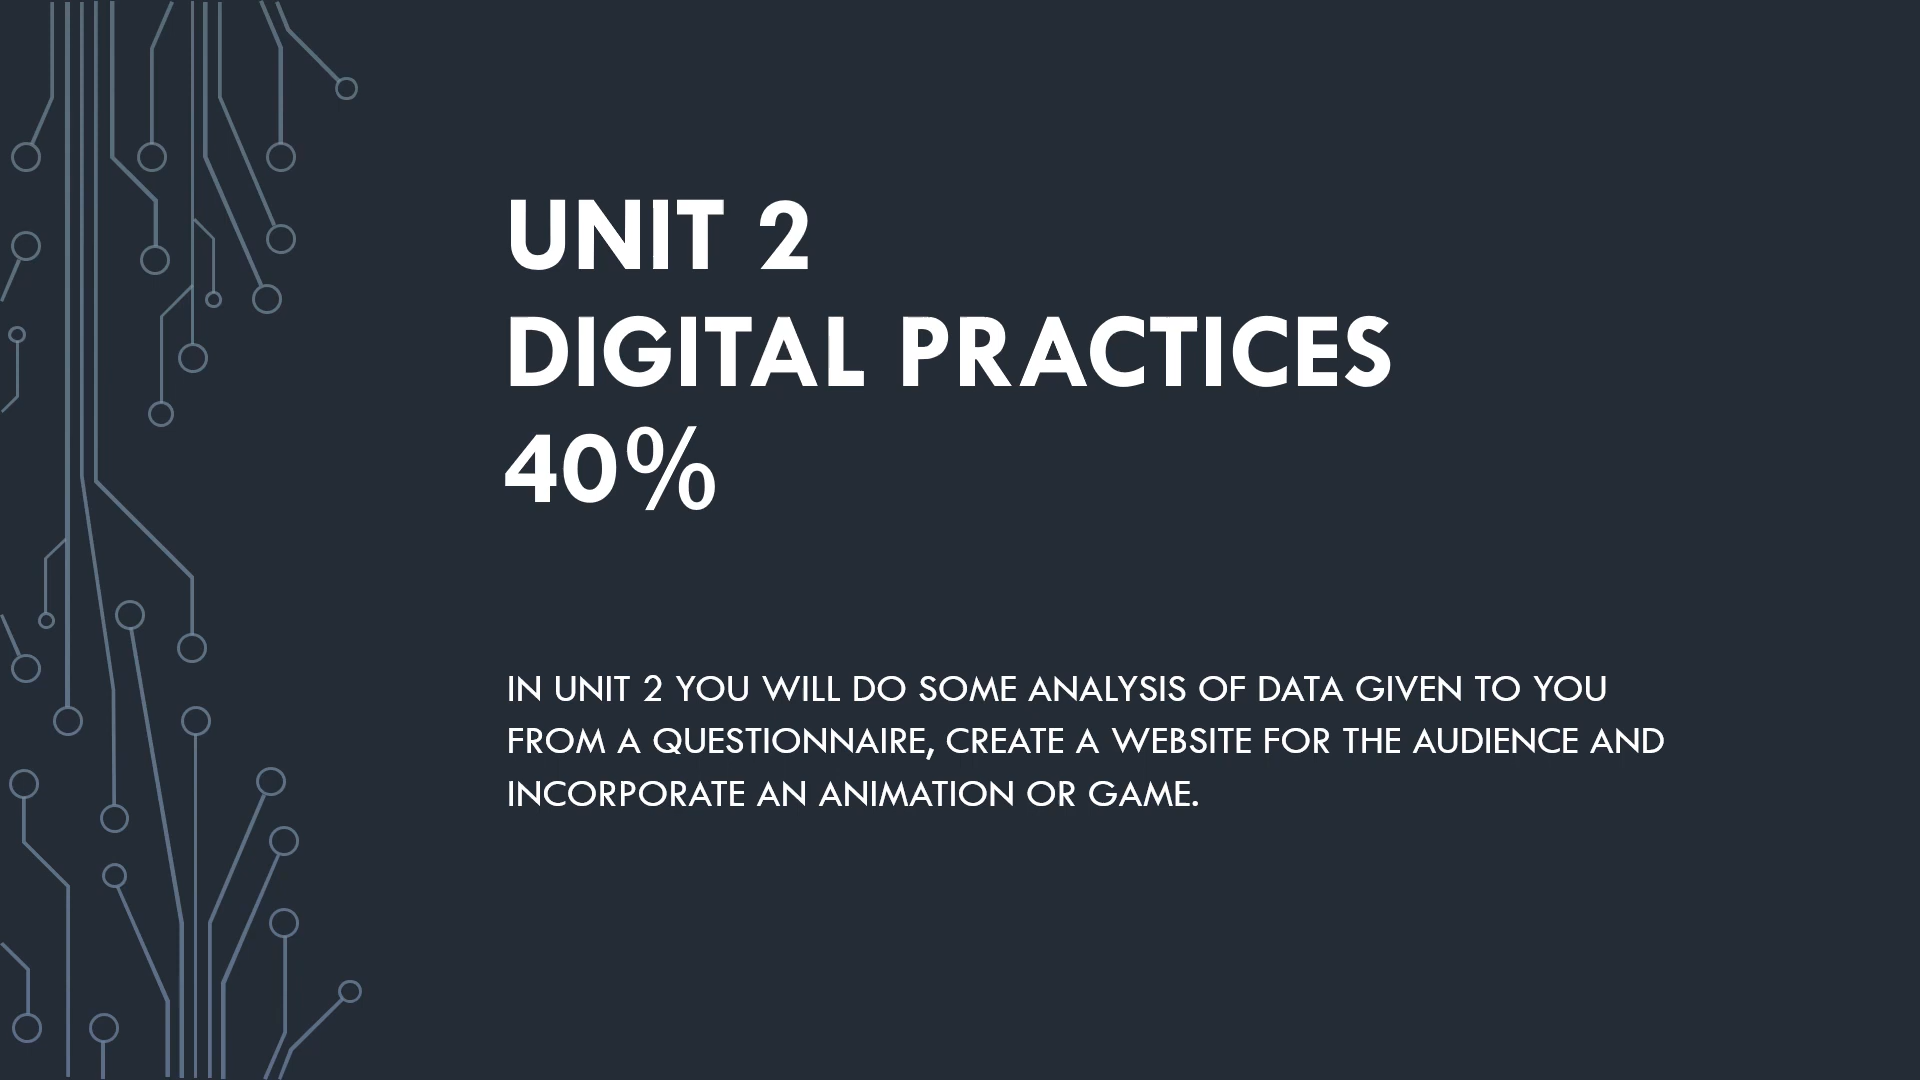 UNIT 2
DIGITAL PRACTICES
40%
IN UNIT 2 YOU WILL DO SOME ANALYSIS OF DATA GIVEN TO YOU
FROM A QUESTIONNAIRE, CREATE A WEBSITE FOR THE AUDIENCE AND
INCORPORATE AN ANIMATION OR GAME.